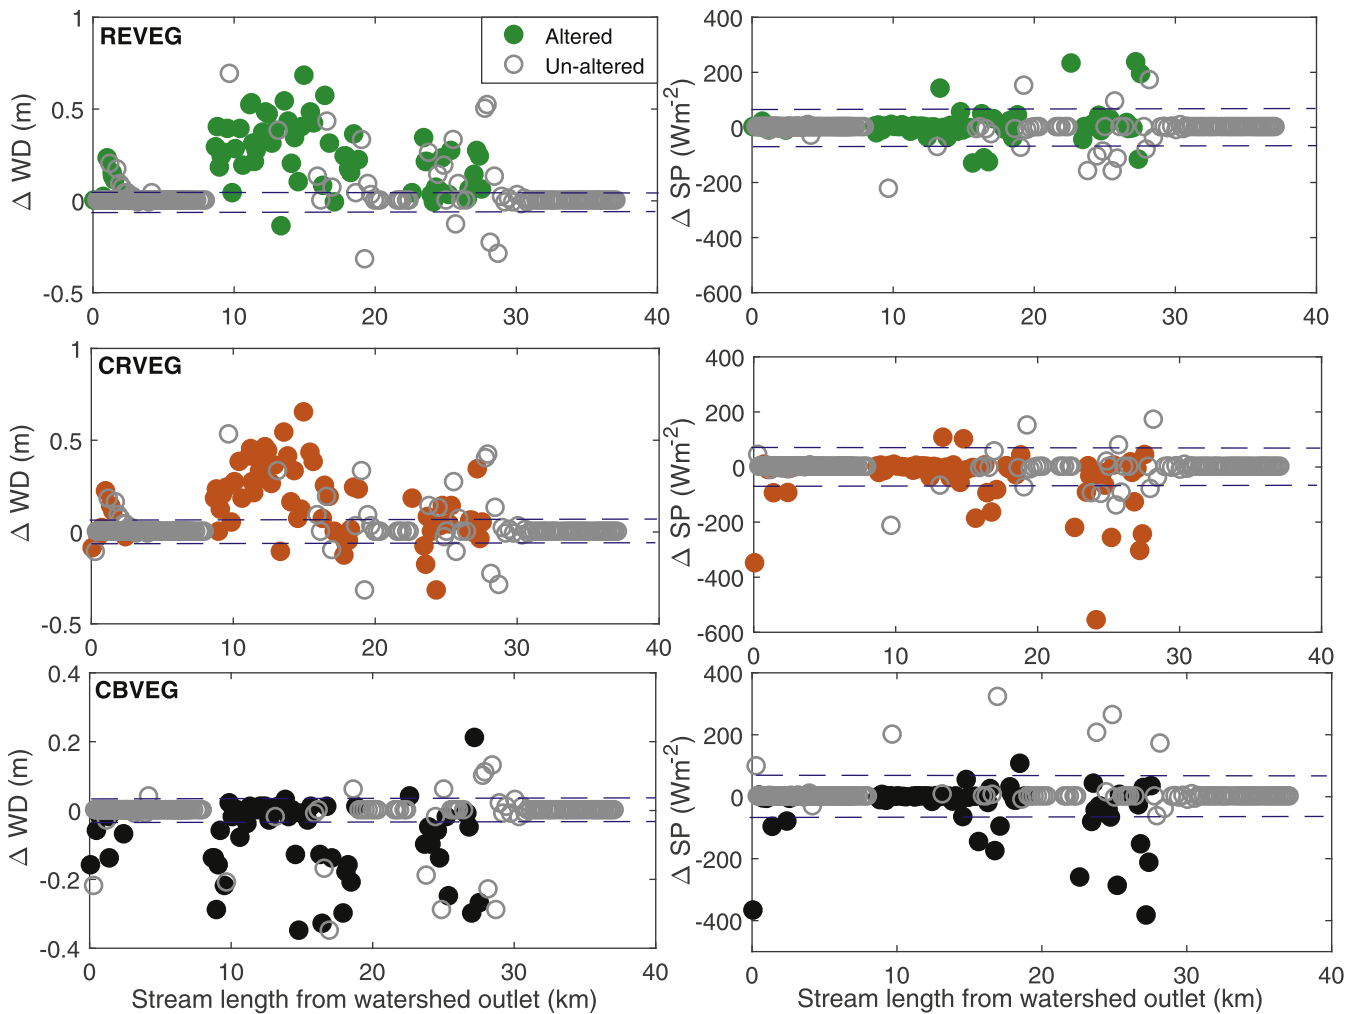 REVEG
Altered
Un-altered
Δ WD (m)
1
0.5
0
-0.5
0 10 20 30 40
Δ SP (Wm⁻²)
400
200
0
-200
-400
-600
0 10 20 30 40
CRVEG
Δ WD (m)
1
0.5
0
-0.5
0 10 20 30 40
Δ SP (Wm⁻²)
400
200
0
-200
-400
-600
0 10 20 30 40
CBVEG
Δ WD (m)
0.4
0.2
0
-0.2
-0.4
0 10 20 30 40
Stream length from watershed outlet (km)
Δ SP (Wm⁻²)
400
200
0
-200
-400
0 10 20 30 40
Stream length from watershed outlet (km)